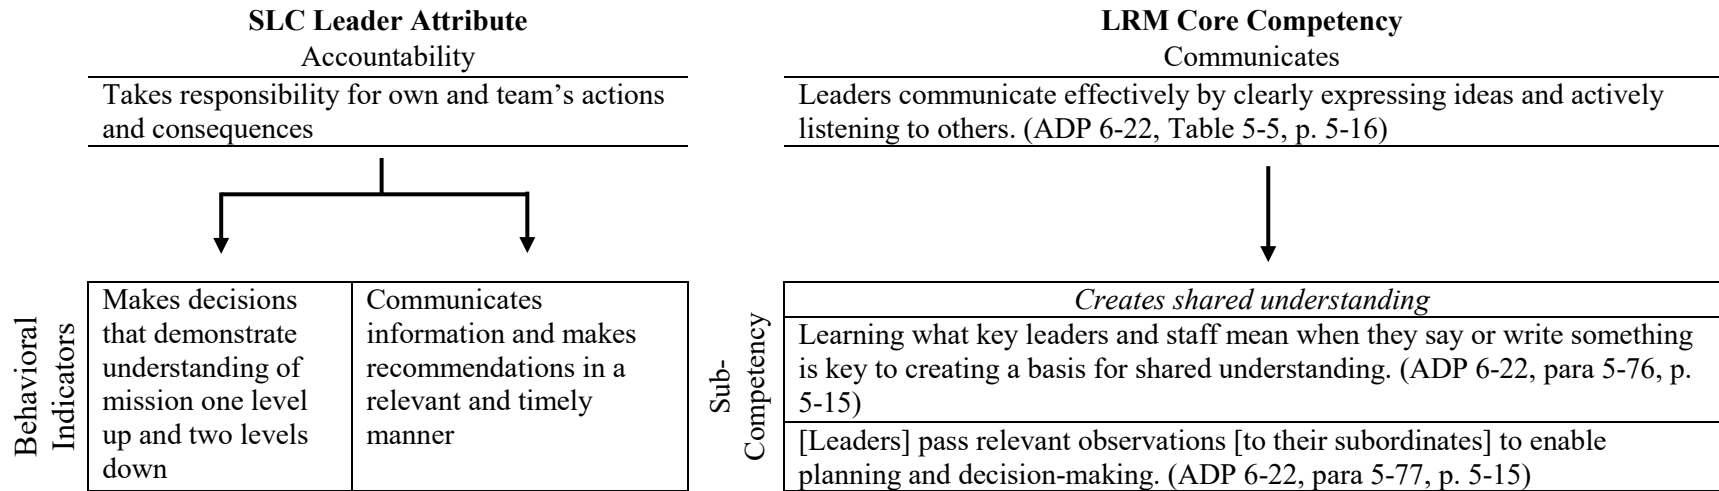 SLC Leader Attribute
Accountability
Takes responsibility for own and team’s actions
and consequences
Behavioral
Indicators
Makes decisions
that demonstrate
understanding of
mission one level
up and two levels
down
Communicates
information and makes
recommendations in a
relevant and timely
manner
LRM Core Competency
Communicates
Leaders communicate effectively by clearly expressing ideas and actively
listening to others. (ADP 6-22, Table 5-5, p. 5-16)
Sub-
Competency
Creates shared understanding
Learning what key leaders and staff mean when they say or write something
is key to creating a basis for shared understanding. (ADP 6-22, para 5-76, p.
5-15)
[Leaders] pass relevant observations [to their subordinates] to enable
planning and decision-making. (ADP 6-22, para 5-77, p. 5-15)